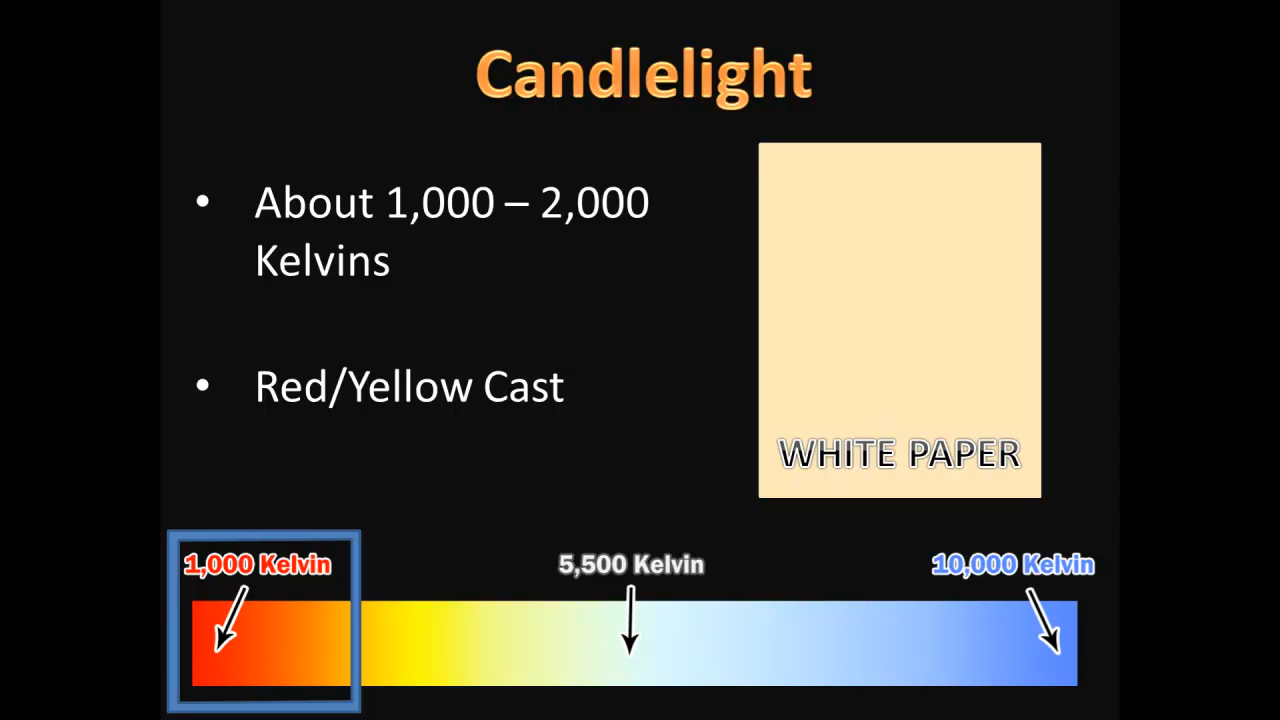 Candlelight
• About 1,000 – 2,000
Kelvins
• Red/Yellow Cast
WHITE PAPER
1,000 Kelvin
5,500 Kelvin
10,000 Kelvin